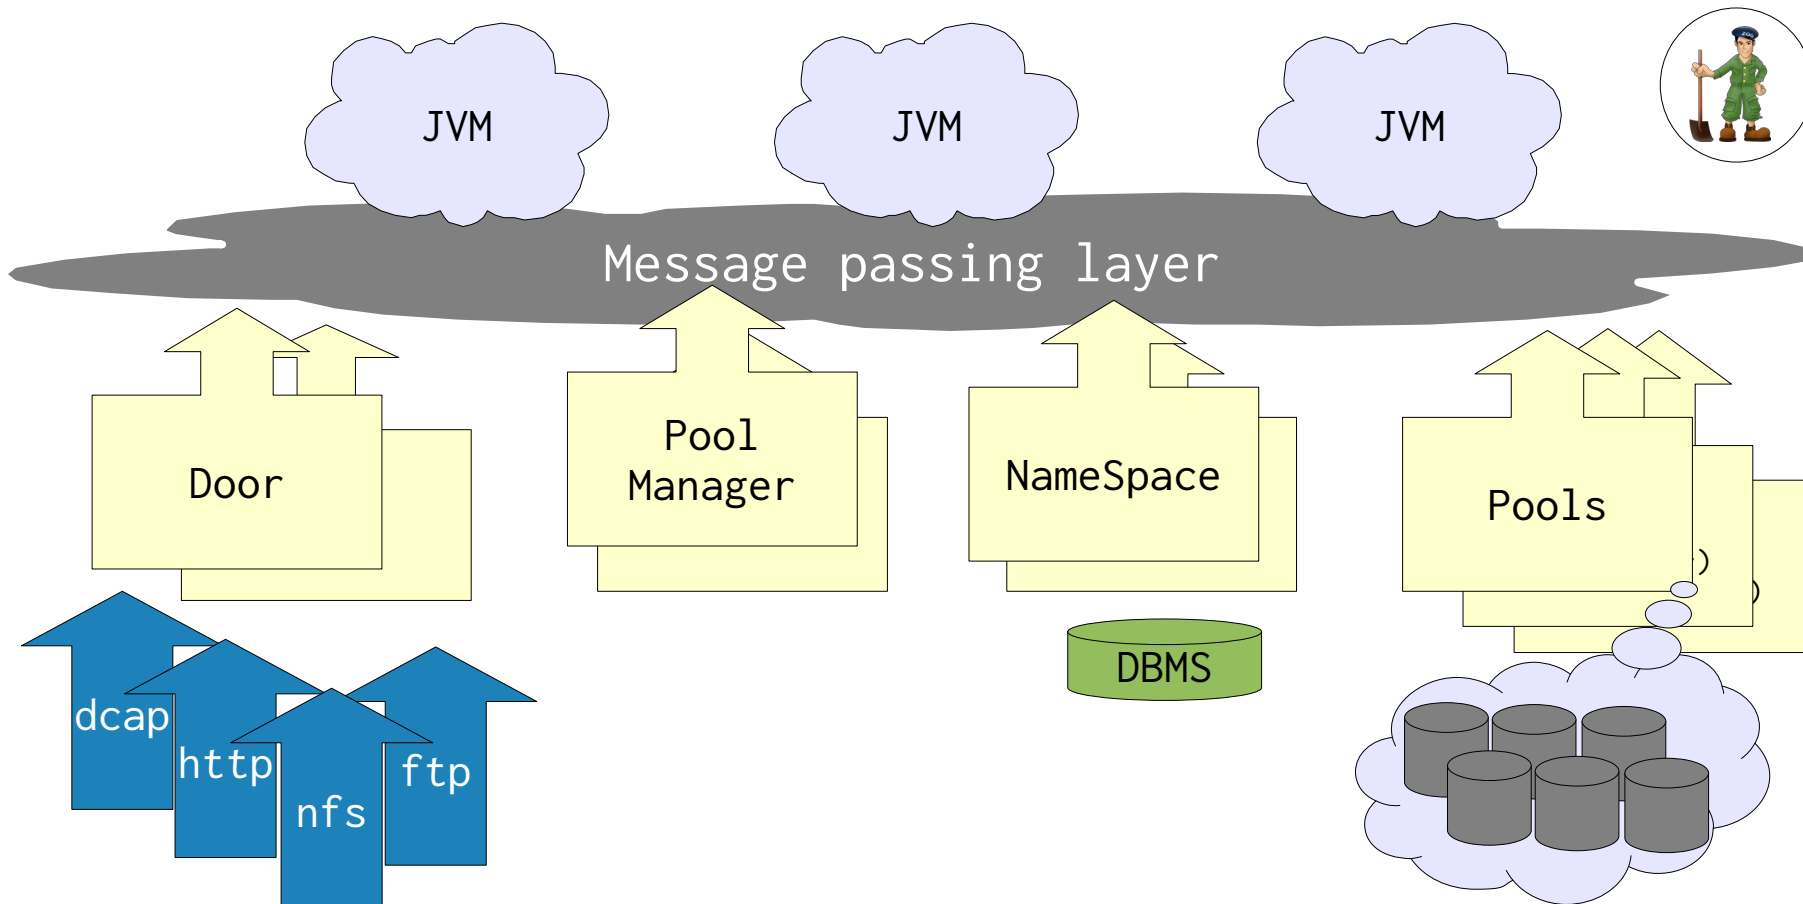 JVM
JVM
JVM
Message passing layer
Door
Pool
Manager
NameSpace
Pools
)
)
DBMS
dcap
http
nfs
ftp